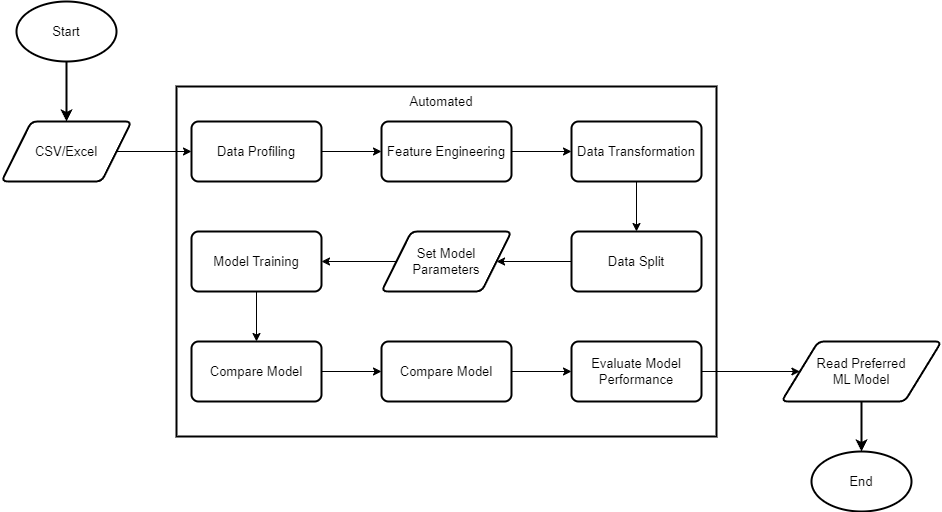 Start
Automated
CSV/Excel
Data Profiling
Feature Engineering
Data Transformation
Model Training
Set Model
Parameters
Data Split
Compare Model
Compare Model
Evaluate Model
Performance
Read Preferred
ML Model
End